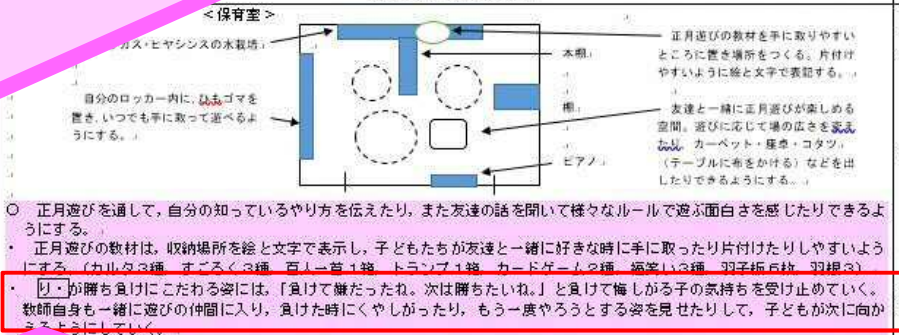 ＜保育室＞
ガス・ヒヤシンスの水栽培
正月遊びの教材を手に取りやすい
ところに置き場所をつくる。片付け
やすいように絵と文字で表記する。
本棚
自分のロッカー内に，ひもゴマを
置き，いつでも手に取って遊べるよ
うにする。
棚
友達と一緒に正月遊びが楽しめる
空間。遊びに応じて場の広さを変え
たり，カーペット・座卓・コタツ
（テーブルに布をかける）などを出
したりできるようにする。
ピアノ
○　正月遊びを通して，自分の知っているやり方を伝えたり，また友達の話を聞いて様々なルールで遊ぶ面白さを感じたりできるよ
うにする。
・　正月遊びの教材は，収納場所を絵と文字で表示し，子どもたちが友達と一緒に好きな時に手に取ったり片付けたりしやすいよう
にする。（カルタ3種，すごろく3種，百人一首1箱，トランプ1箱，カードゲーム2種，福笑い3種，羽子板6枚，羽根3）
・　り・が勝ち負けにこだわる姿には，「負けて嫌だったね。次は勝ちたいね。」と負けて悔しがる子の気持ちを受け止めていく。
教師自身も一緒に遊びの仲間に入り，負けた時にくやしがったり，もう一度やろうとする姿を見せたりして，子どもが次に向か
えるようにしていく。